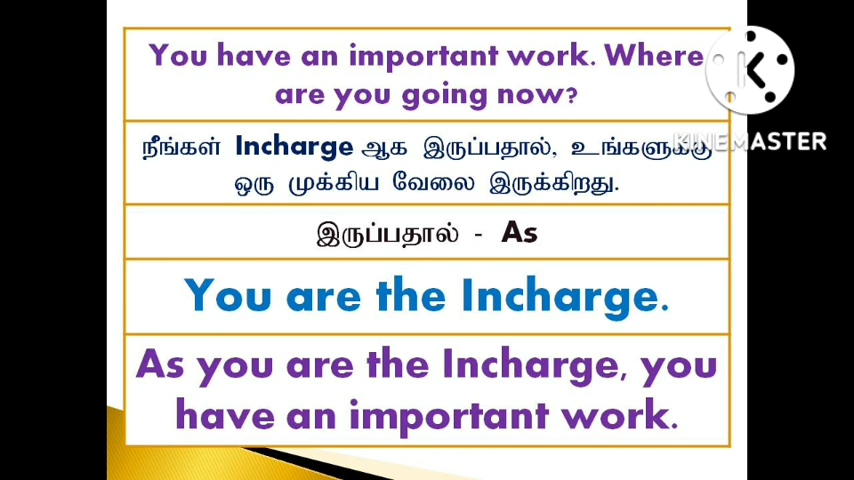 You have an important work. Where
are you going now?
KINEMASTER
நீங்கள் Incharge ஆக இருப்பதால், உங்களுக்கு
ஒரு முக்கிய வேலை இருக்கிறது.
இருப்பதால் - As
You are the Incharge.
As you are the Incharge, you
have an important work.